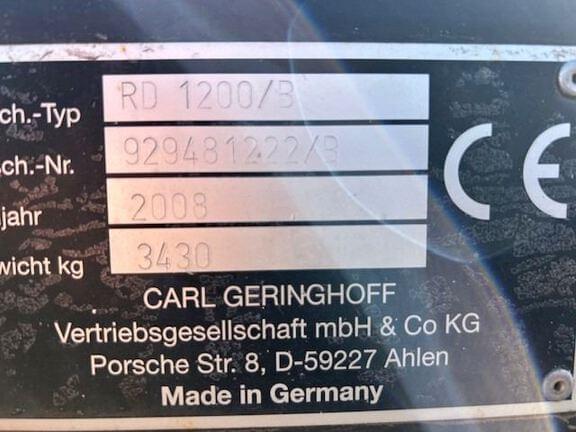 ch.-Typ RD 1200/B
sch.-Nr. 929481222/B
jahr 2008
wicht kg 3430
CE
CARL GERINGHOFF
Vertriebsgesellschaft mbH & Co KG
Porsche Str. 8, D-59227 Ahlen
Made in Germany